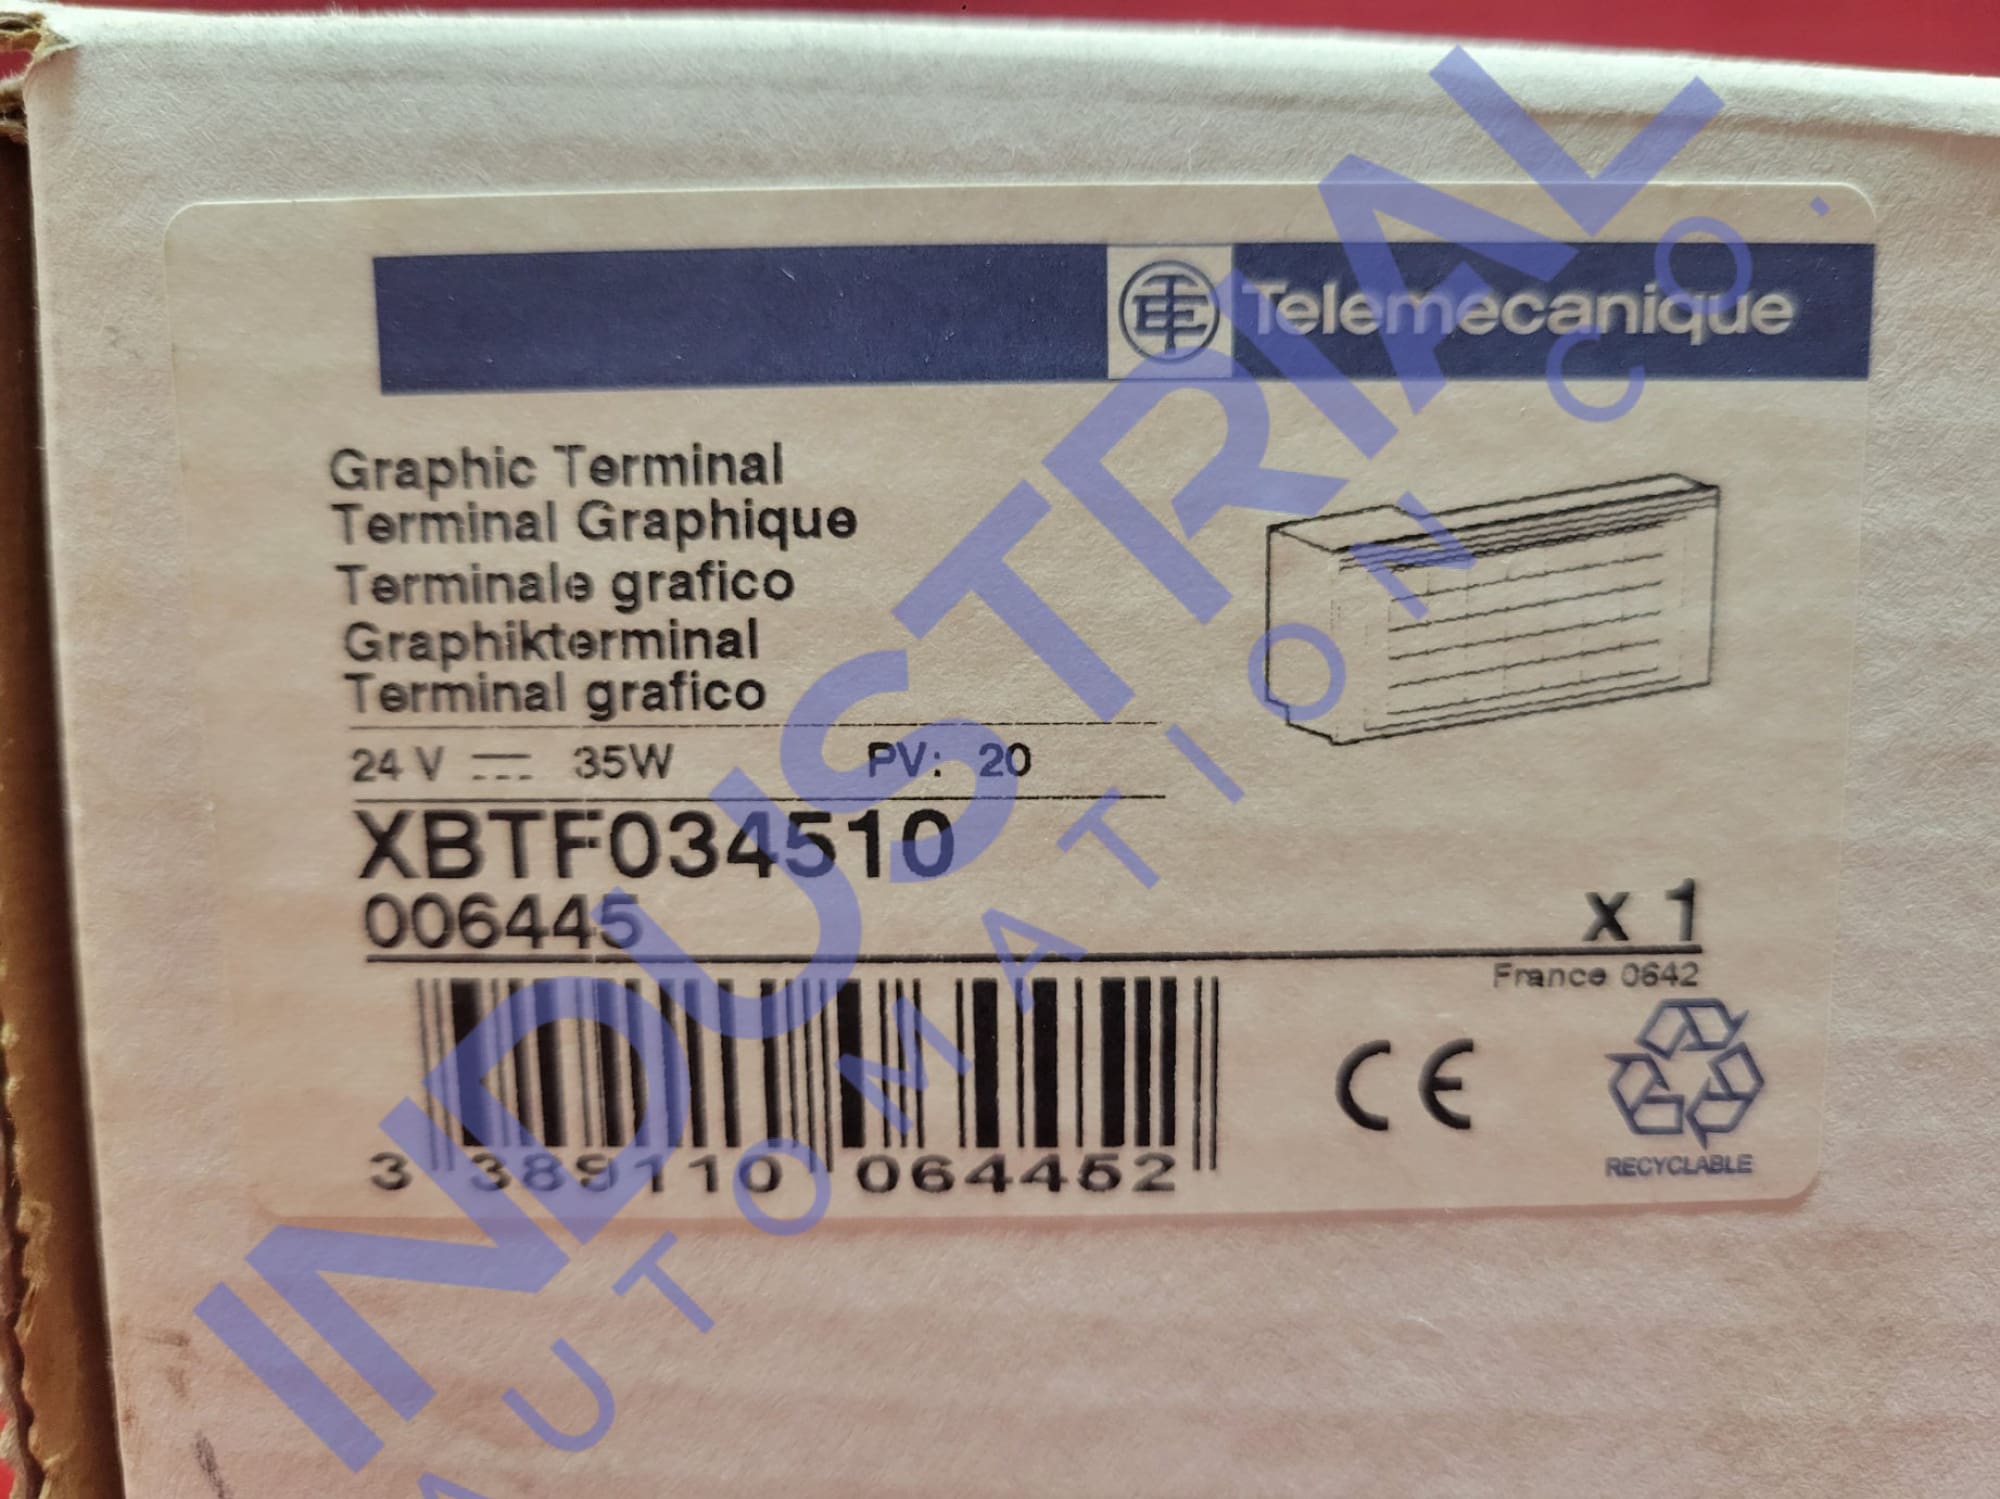 Telemecanique
Graphic Terminal
Terminal Graphique
Terminale grafico
Graphikterminal
Terminal grafico
24 V 35W PV: 20
XBTF034510
006445
x 1
France 0642
CE
RECYCLABLE
3 389110 064452
INDUSTRIAL
AUTOMATION CO.